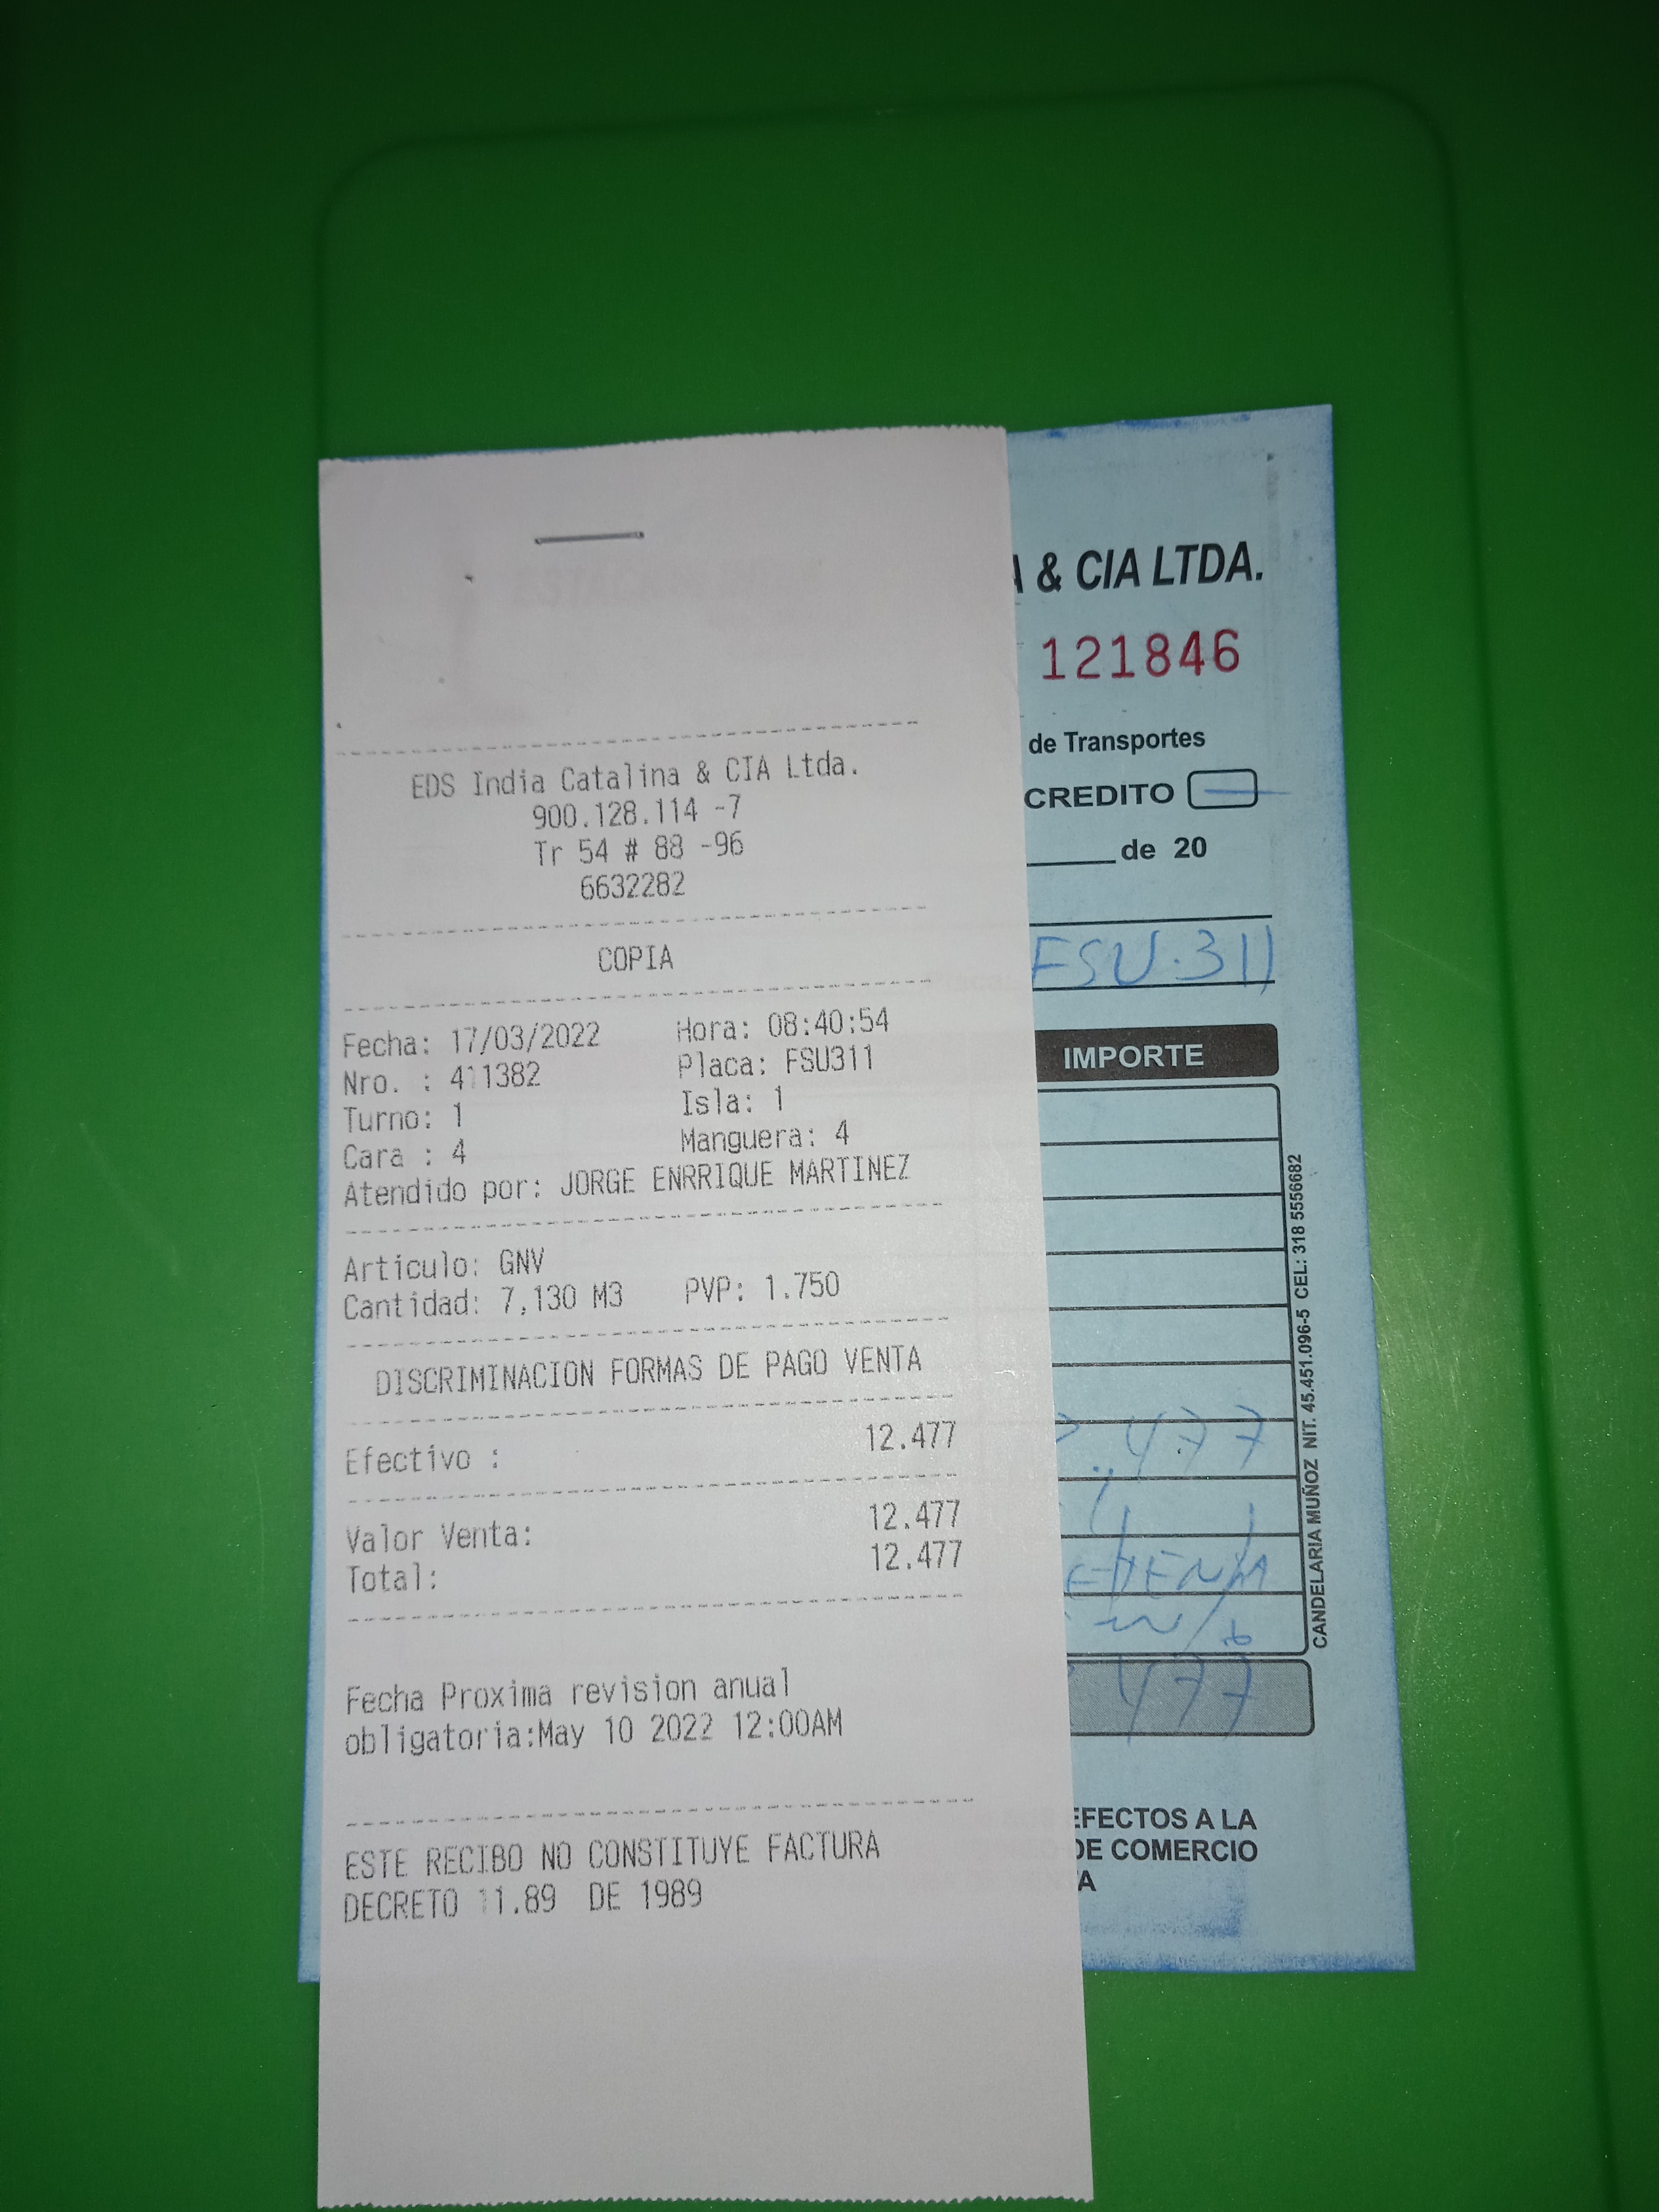 EDS India Catalina & CIA Ltda.
900.128.114 -7
Tr 54 # 88 -96
6632282
COPIA
Fecha: 17/03/2022 Hora: 08:40:54
Nro. : 411382 Placa: FSU311
Turno: 1 Isla: 1
Cara : 4 Manguera: 4
Atendido por: JORGE ENRRIQUE MARTINEZ
Articulo: GNV
Cantidad: 7,130 M3 PVP: 1.750
DISCRIMINACION FORMAS DE PAGO VENTA
Efectivo : 12.477
Valor Venta: 12.477
Total: 12.477
Fecha Proxima revision anual
obligatoria:May 10 2022 12:00AM
ESTE RECIBO NO CONSTITUYE FACTURA
DECRETO 11.89 DE 1989
& CIA LTDA.
121846
de Transportes
CREDITO
de 20
FSU.311
IMPORTE
477
477
EFECTOS A LA
DE COMERCIO
CANDELARIA MUÑOZ NIT. 45.451.096-5 CEL: 318 5556682